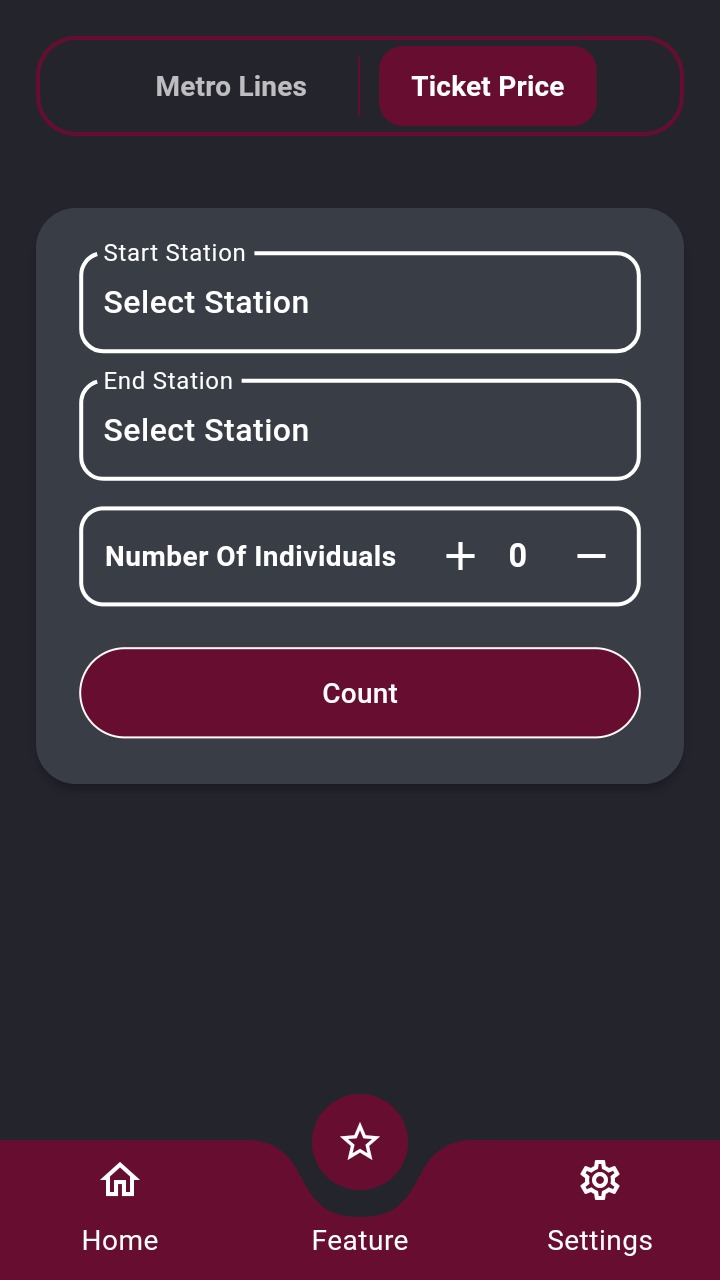 Metro Lines
Ticket Price
Start Station
Select Station
End Station
Select Station
Number Of Individuals 0
Count
Home
Feature
Settings